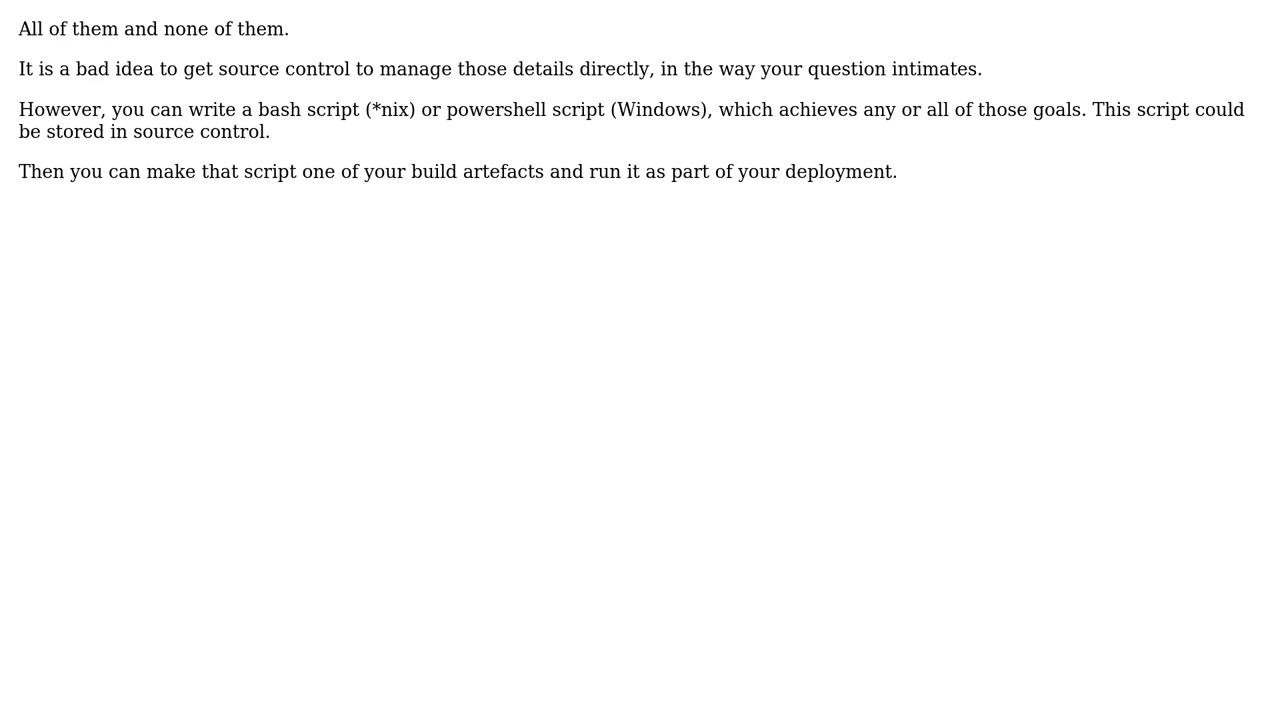 All of them and none of them.
It is a bad idea to get source control to manage those details directly, in the way your question intimates.
However, you can write a bash script (*nix) or powershell script (Windows), which achieves any or all of those goals. This script could
be stored in source control.
Then you can make that script one of your build artefacts and run it as part of your deployment.